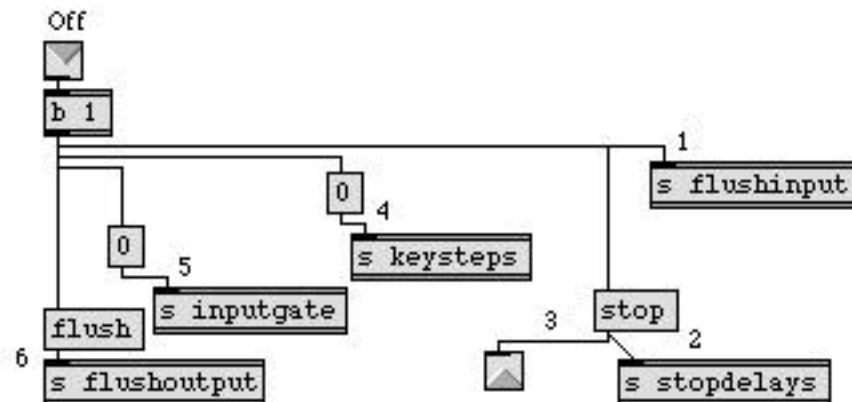 Off
b 1
1
s flushinput
0
4
s keysteps
0
5
s inputgate
stop
3
2
flush
6
s flushoutput
s stopdelays